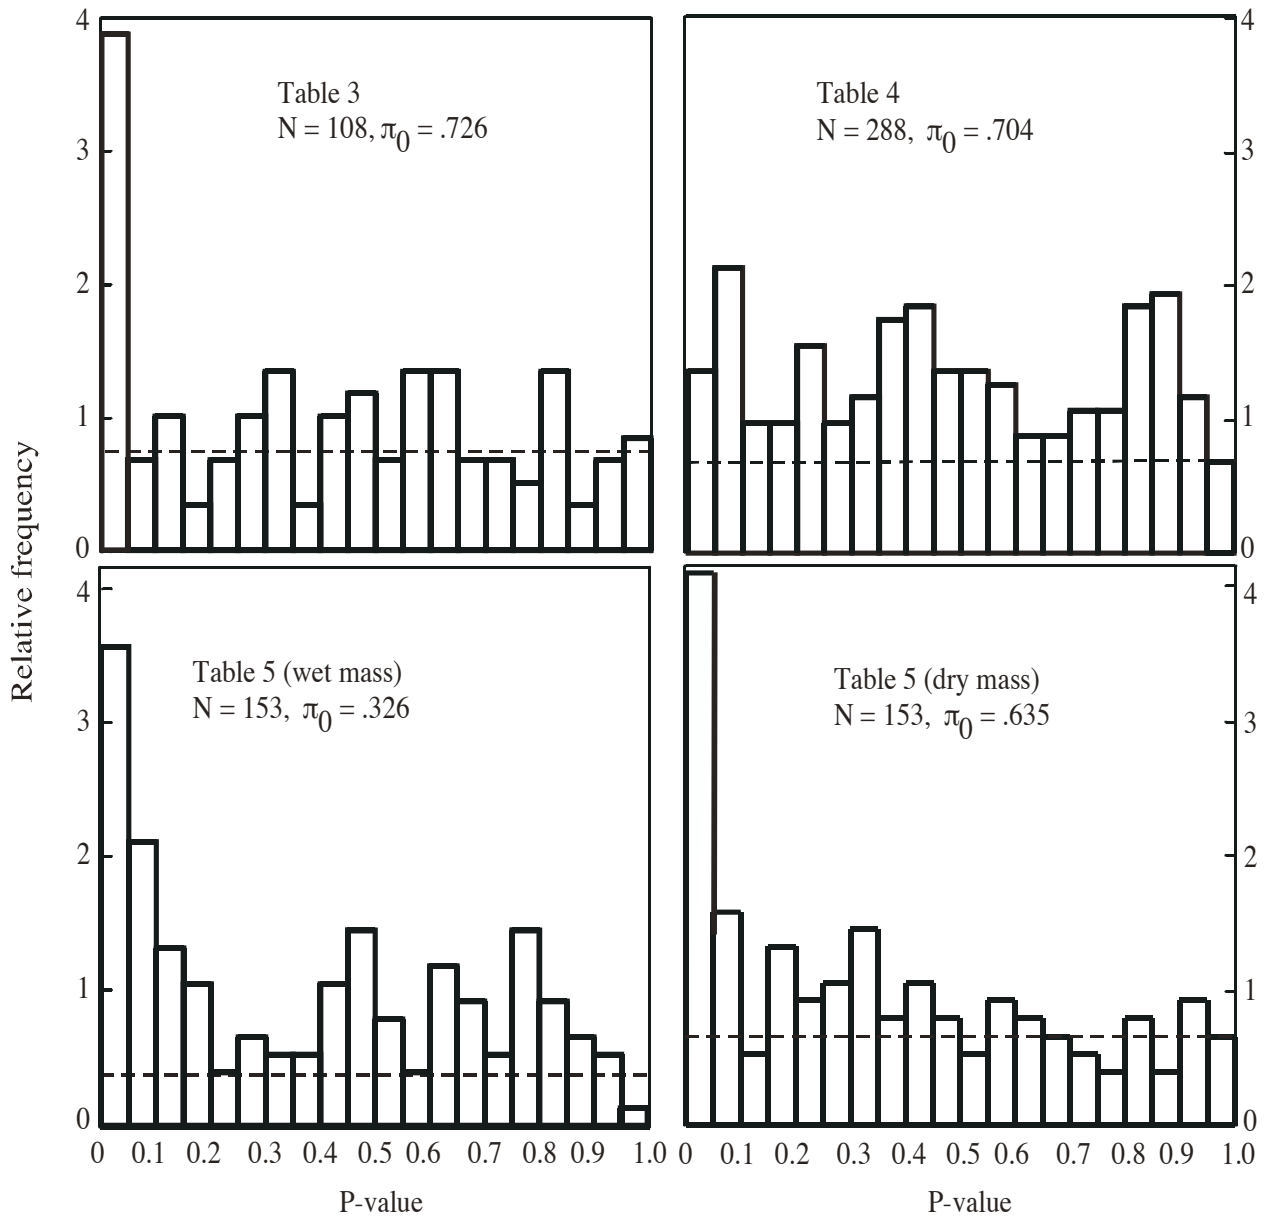 4
3
2
1
0
Table 3
N = 108, π0 = .726
Table 4
N = 288, π0 = .704
4
3
2
1
0
Relative frequency
4
3
2
1
0
Table 5 (wet mass)
N = 153, π0 = .326
Table 5 (dry mass)
N = 153, π0 = .635
4
3
2
1
0
0 0.1 0.2 0.3 0.4 0.5 0.6 0.7 0.8 0.9 1.0
0 0.1 0.2 0.3 0.4 0.5 0.6 0.7 0.8 0.9 1.0
P-value
P-value